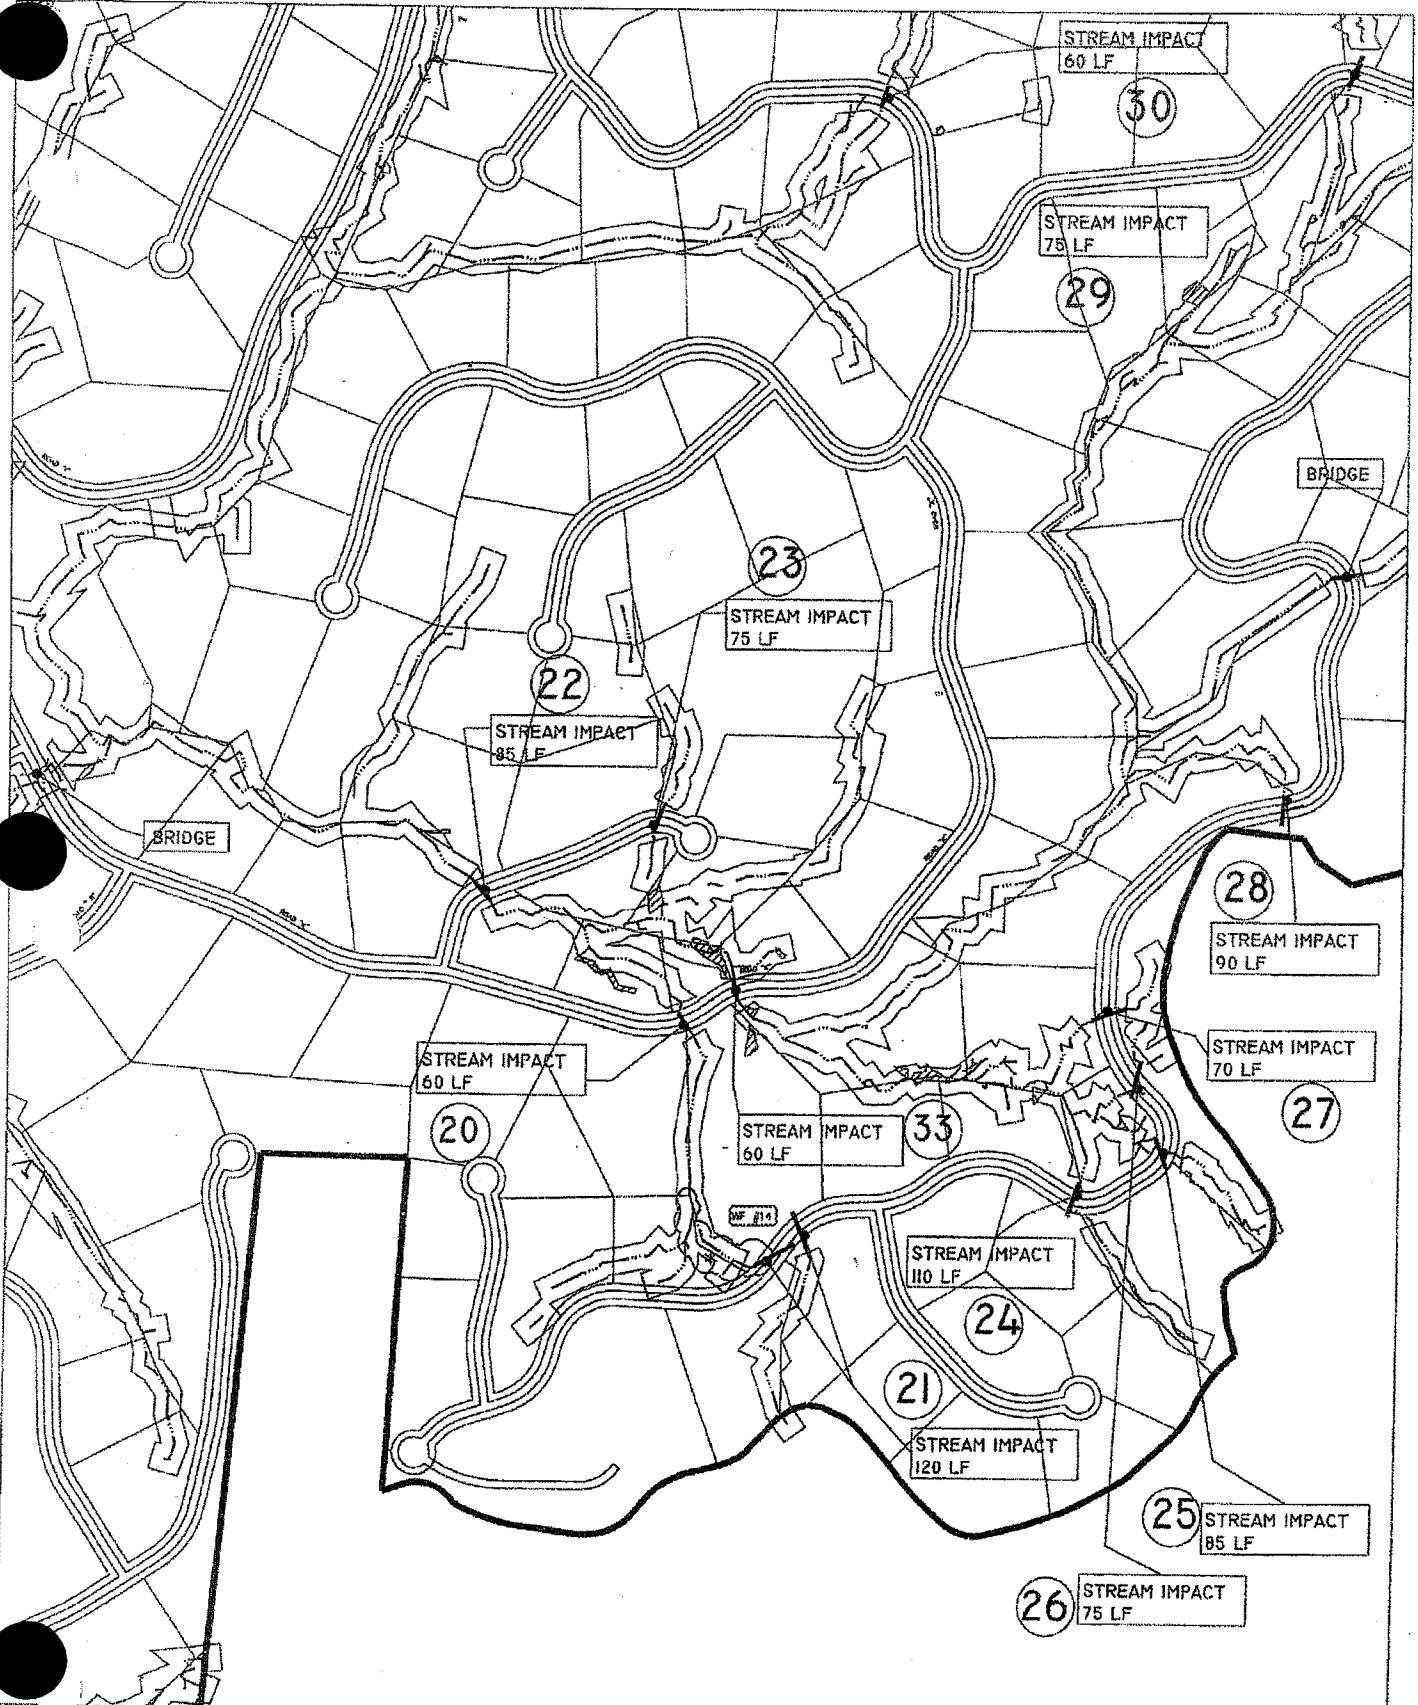 STREAM IMPACT
60 LF
30
STREAM IMPACT
75 LF
29
BRIDGE
23
STREAM IMPACT
75 LF
22
STREAM IMPACT
85 LF
BRIDGE
28
STREAM IMPACT
90 LF
STREAM IMPACT
60 LF
20
STREAM IMPACT
70 LF
27
STREAM IMPACT
60 LF
33
WF #14
STREAM IMPACT
110 LF
24
21
STREAM IMPACT
120 LF
25
STREAM IMPACT
85 LF
26
STREAM IMPACT
75 LF